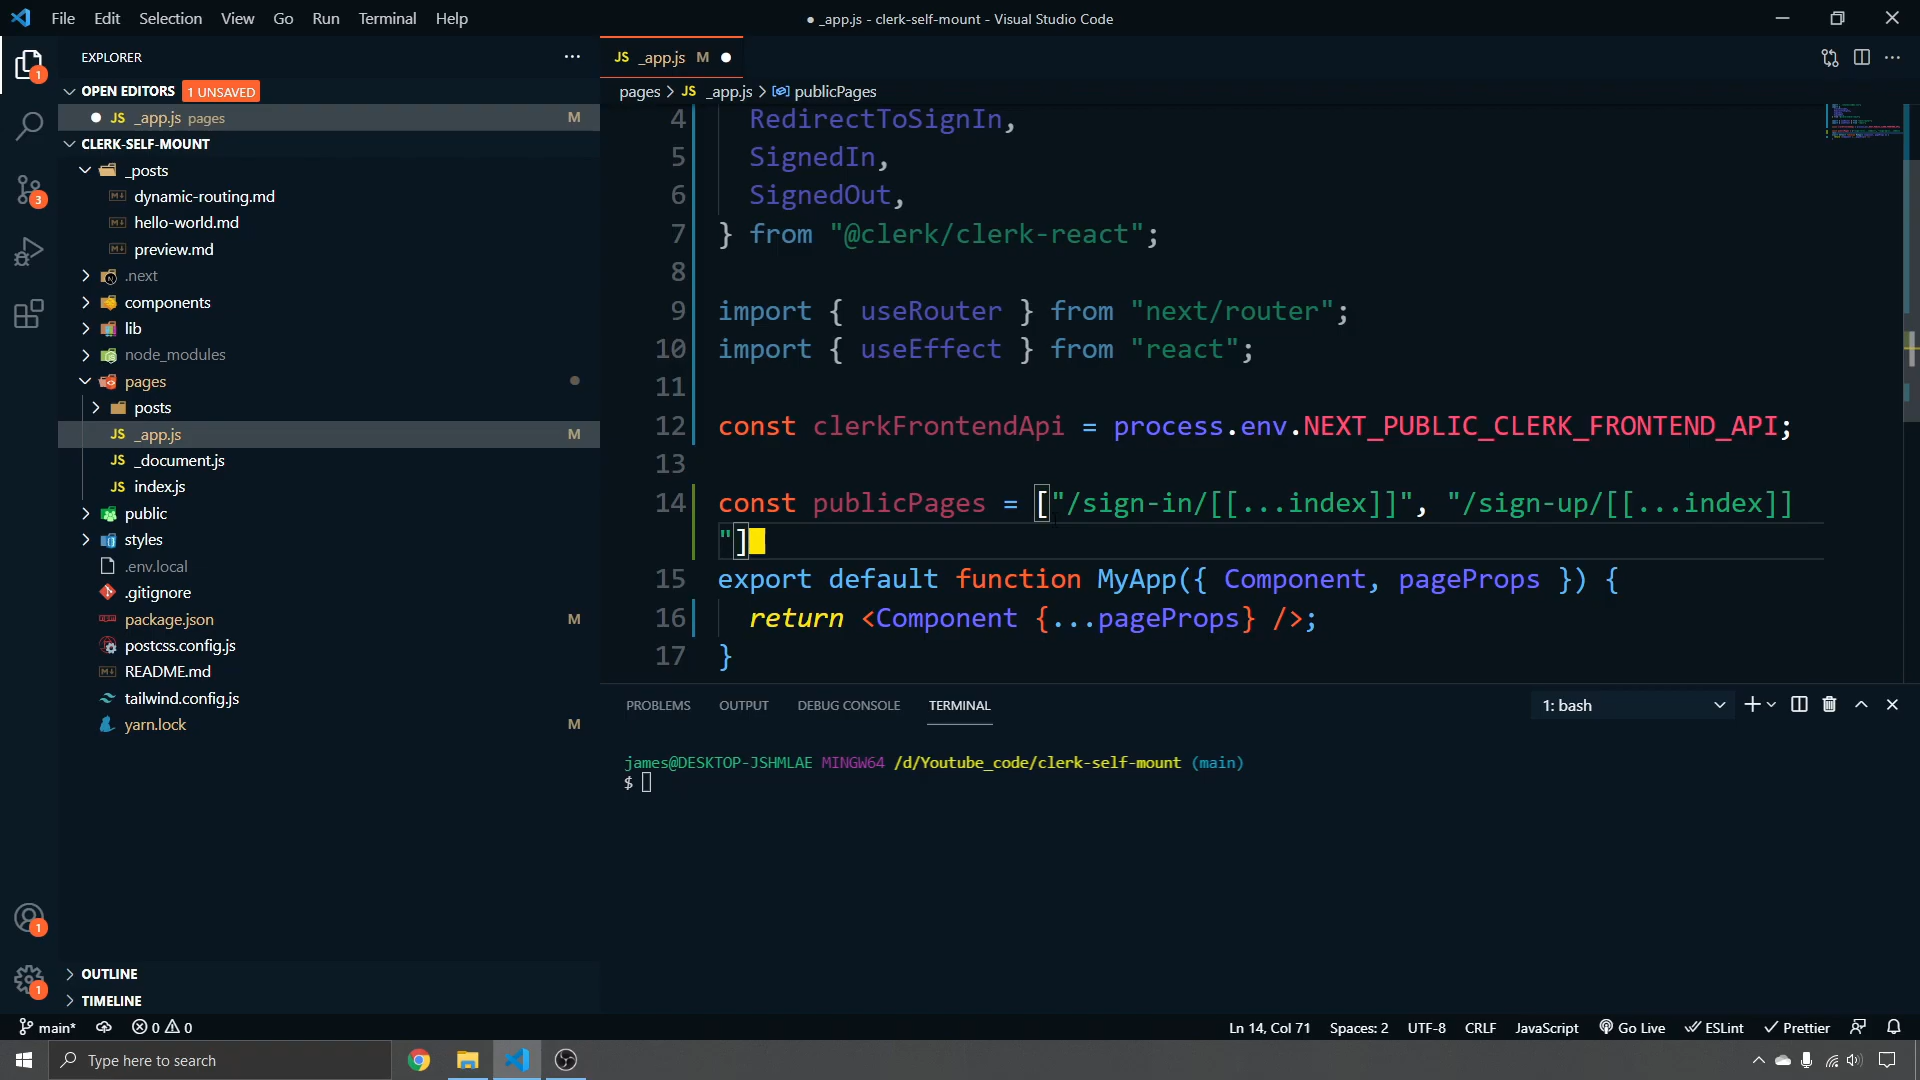 File Edit Selection View Go Run Terminal Help
● _app.js - clerk-self-mount - Visual Studio Code
EXPLORER
OPEN EDITORS 1 UNSAVED
JS _app.js pages M
CLERK-SELF-MOUNT
_posts
dynamic-routing.md
hello-world.md
preview.md
.next
components
lib
node_modules
pages
posts
JS _app.js M
JS _document.js
JS index.js
public
styles
.env.local
.gitignore
package.json M
postcss.config.js
README.md
tailwind.config.js
yarn.lock M
OUTLINE
TIMELINE
1
3
1
1
JS _app.js M
pages > JS _app.js > publicPages
4 RedirectToSignIn,
5 SignedIn,
6 SignedOut,
7 } from "@clerk/clerk-react";
8
9 import { useRouter } from "next/router";
10 import { useEffect } from "react";
11
12 const clerkFrontendApi = process.env.NEXT_PUBLIC_CLERK_FRONTEND_API;
13
14 const publicPages = ["/sign-in/[[...index]]", "/sign-up/[[...index]]
"]
15 export default function MyApp({ Component, pageProps }) {
16 return <Component {...pageProps} />;
17 }
PROBLEMS OUTPUT DEBUG CONSOLE TERMINAL
1: bash
james@DESKTOP-JSHMLAE MINGW64 /d/Youtube_code/clerk-self-mount (main)
$
main* 0 0
Ln 14, Col 71 Spaces: 2 UTF-8 CRLF JavaScript Go Live ESLint Prettier
Type here to search